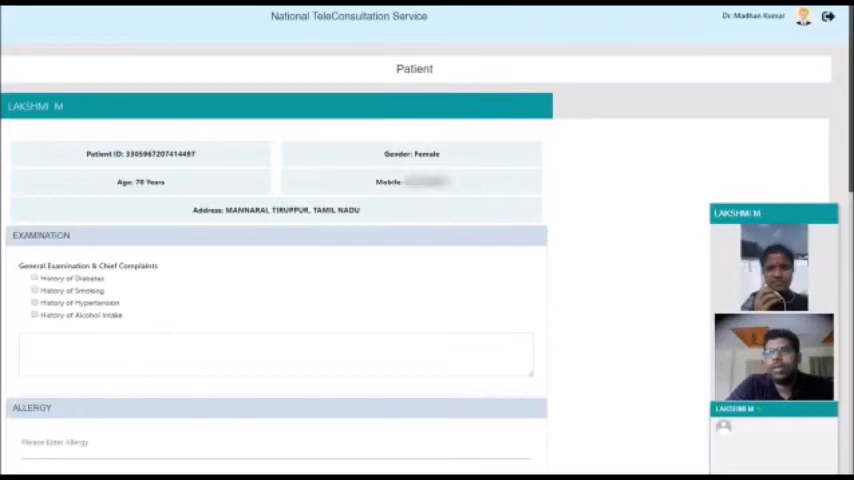 National TeleConsultation Service
Dr. Madhan Kumar
Patient
LAKSHMI M
Patient ID: 3305967207414497
Gender: Female
Age: 70 Years
Mobile:
Address: MANNARAI, TIRUPPUR, TAMIL NADU
EXAMINATION
General Examination & Chief Complaints
History of Diabetes
History of Smoking
History of Hypertension
History of Alcohol Intake
ALLERGY
Please Enter Allergy
LAKSHMI M
LAKSHMI M